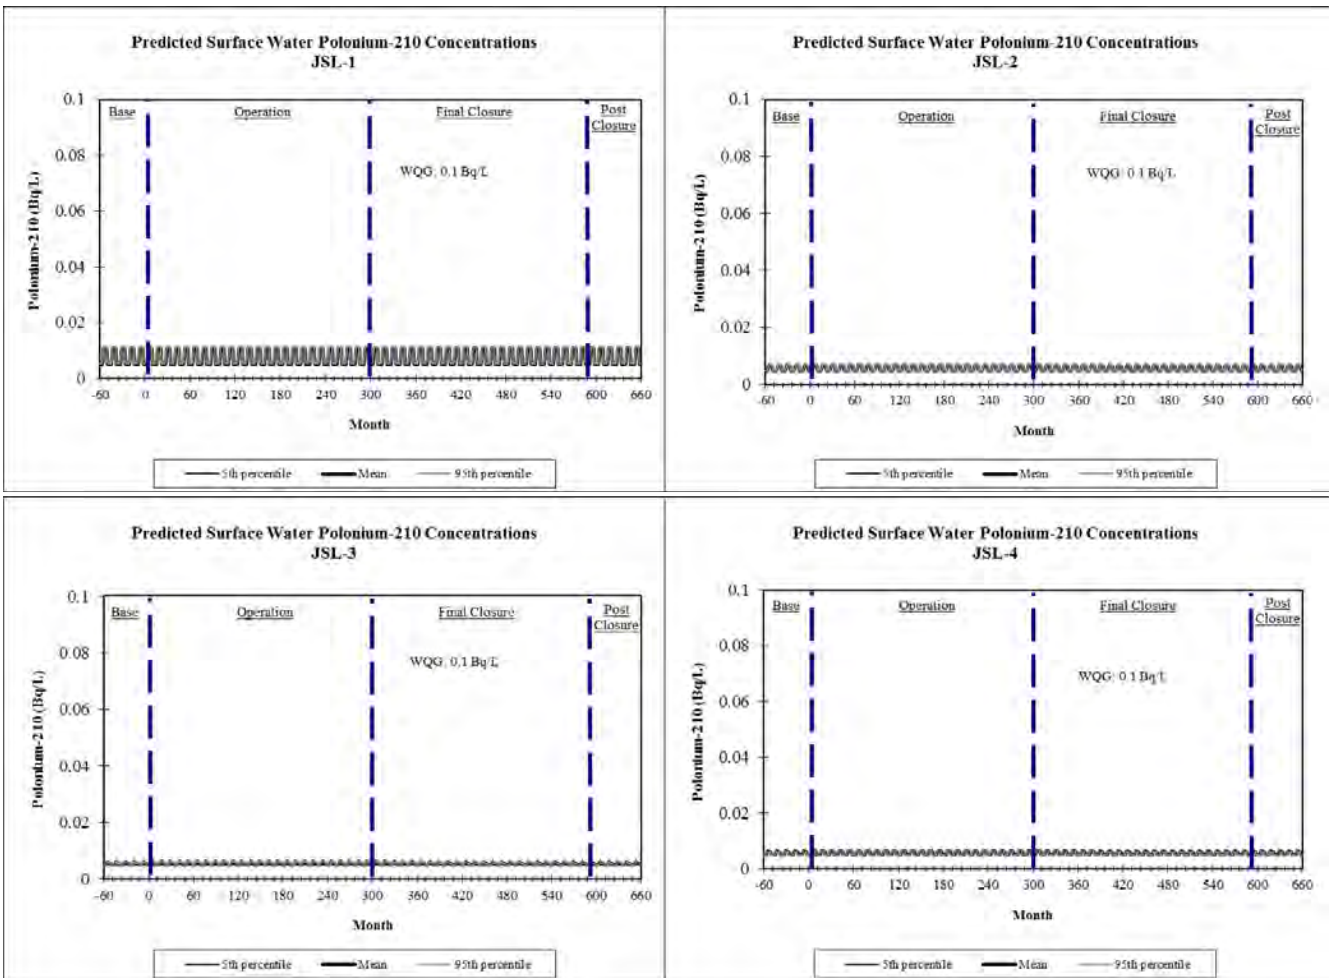 Predicted Surface Water Polonium-210 Concentrations
JSL-1
Polonium-210 (Bq/L)
0.1
0.08
0.06
0.04
0.02
0
Base Operation Final Closure Post
Closure
WQG: 0.1 Bq/L
-60 0 60 120 180 240 300 360 420 480 540 600 660
Month
5th percentile Mean 95th percentile
Predicted Surface Water Polonium-210 Concentrations
JSL-2
Polonium-210 (Bq/L)
0.1
0.08
0.06
0.04
0.02
0
Base Operation Final Closure Post
Closure
WQG: 0.1 Bq/L
-60 0 60 120 180 240 300 360 420 480 540 600 660
Month
5th percentile Mean 95th percentile
Predicted Surface Water Polonium-210 Concentrations
JSL-3
Polonium-210 (Bq/L)
0.1
0.08
0.06
0.04
0.02
0
Base Operation Final Closure Post
Closure
WQG: 0.1 Bq/L
-60 0 60 120 180 240 300 360 420 480 540 600 660
Month
5th percentile Mean 95th percentile
Predicted Surface Water Polonium-210 Concentrations
JSL-4
Polonium-210 (Bq/L)
0.1
0.08
0.06
0.04
0.02
0
Base Operation Final Closure Post
Closure
WQG: 0.1 Bq/L
-60 0 60 120 180 240 300 360 420 480 540 600 660
Month
5th percentile Mean 95th percentile